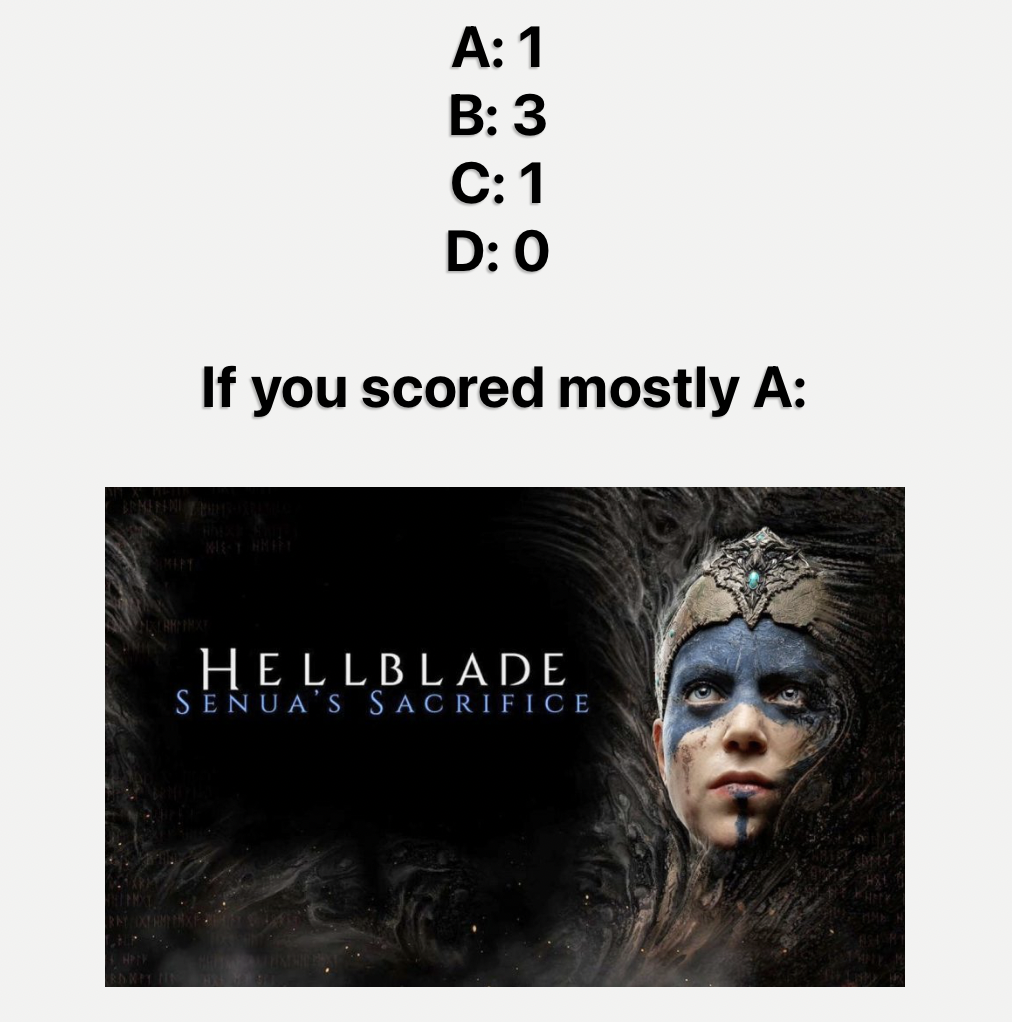 A: 1
B: 3
C: 1
D: 0
If you scored mostly A:
HELLBLADE
SENUA'S SACRIFICE